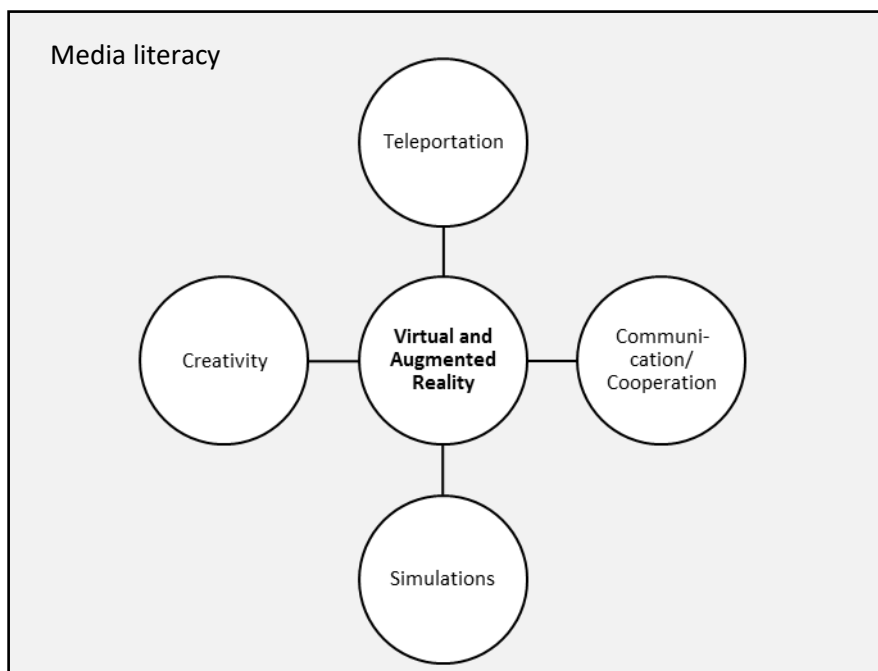 Media literacy
Teleportation
Creativity
Virtual and
Augmented
Reality
Communi-
cation/
Cooperation
Simulations